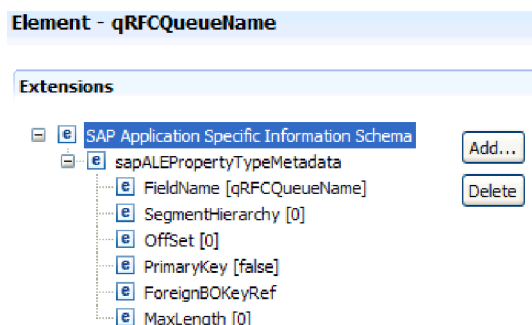 Element - qRFCQueueName
Extensions
SAP Application Specific Information Schema
Add...
sapALEPropertyTypeMetadata
Delete
FieldName [qRFCQueueName]
SegmentHierarchy [0]
OffSet [0]
PrimaryKey [false]
ForeignBOKeyRef
MaxLength [0]